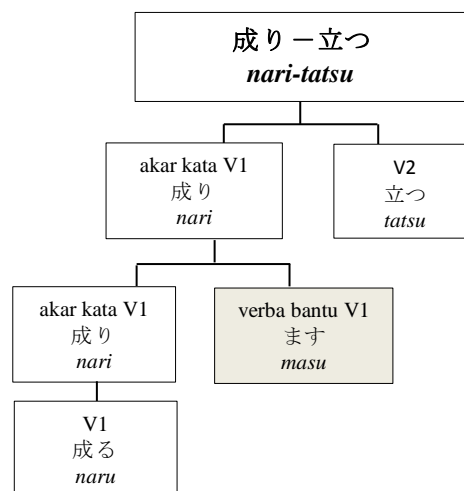 成り－立つ
nari-tatsu
akar kata V1
成り
nari
V2
立つ
tatsu
akar kata V1
成り
nari
verba bantu V1
ます
masu
V1
成る
naru